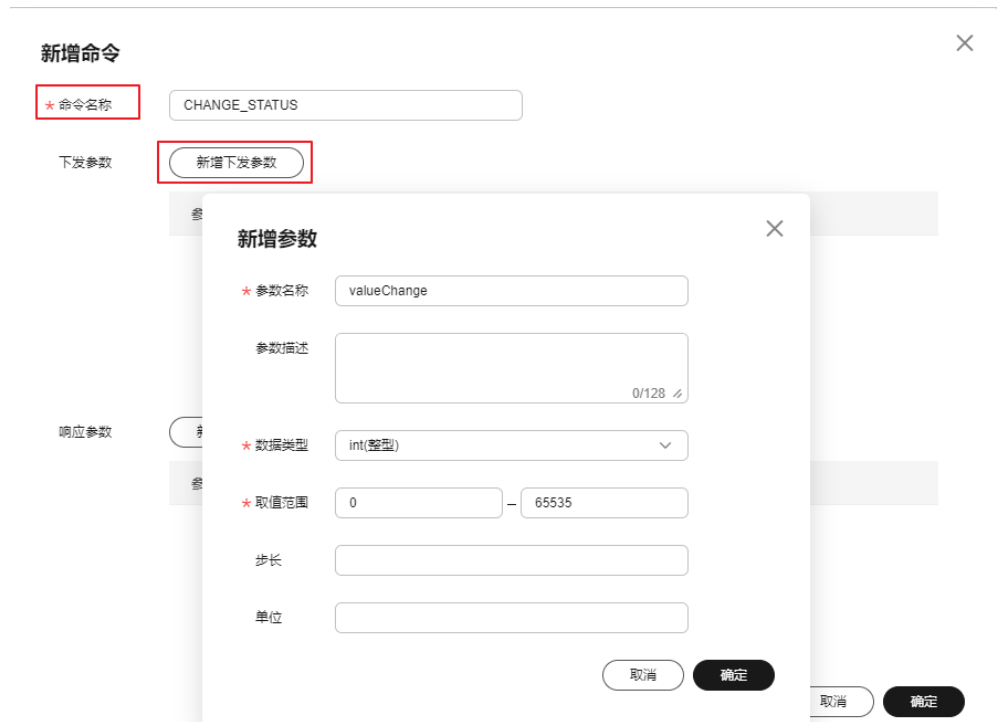 新增命令
* 命令名称 CHANGE_STATUS
下发参数 新增下发参数
新增参数
* 参数名称 valueChange
参数描述
0/128
* 数据类型 int(整型)
* 取值范围 0 – 65535
步长
单位
响应参数
取消 确定
取消 确定